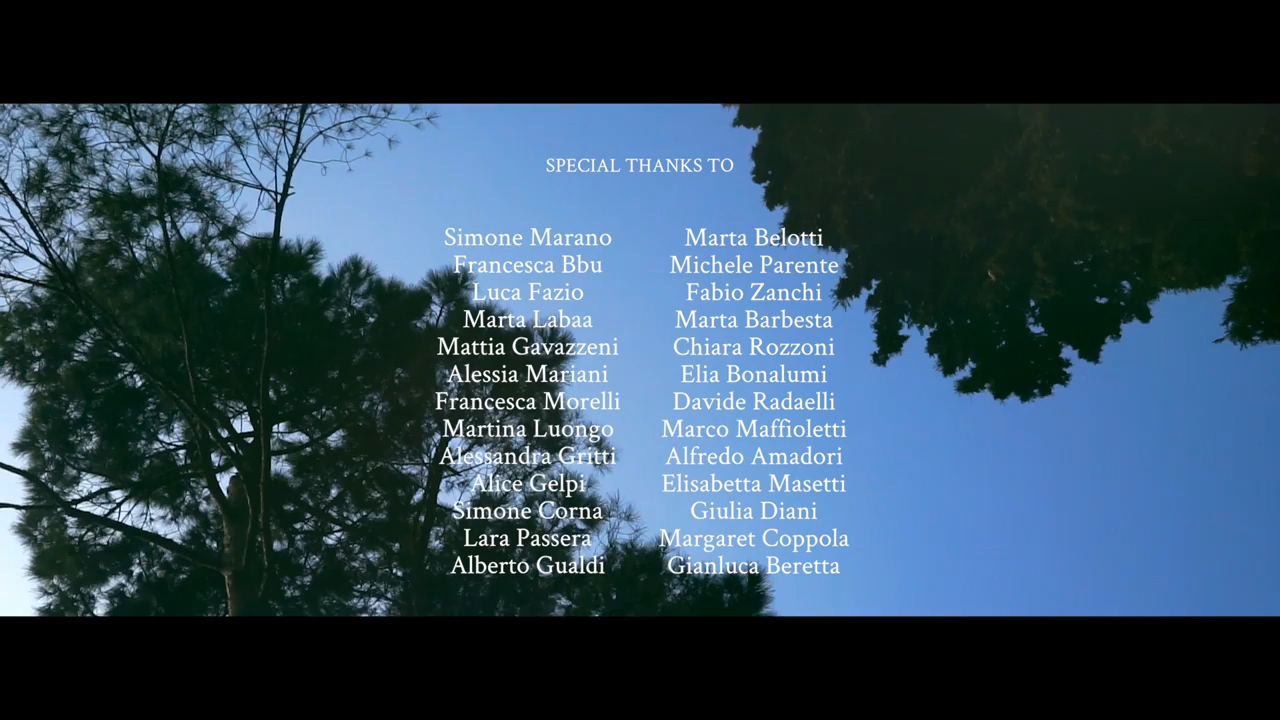 SPECIAL THANKS TO
Simone Marano
Francesca Bbu
Luca Fazio
Marta Labaa
Mattia Gavazzeni
Alessia Mariani
Francesca Morelli
Martina Luongo
Alessandra Gritti
Alice Gelpi
Simone Corna
Lara Passera
Alberto Gualdi
Marta Belotti
Michele Parente
Fabio Zanchi
Marta Barbesta
Chiara Rozzoni
Elia Bonalumi
Davide Radaelli
Marco Maffioletti
Alfredo Amadori
Elisabetta Masetti
Giulia Diani
Margaret Coppola
Gianluca Beretta